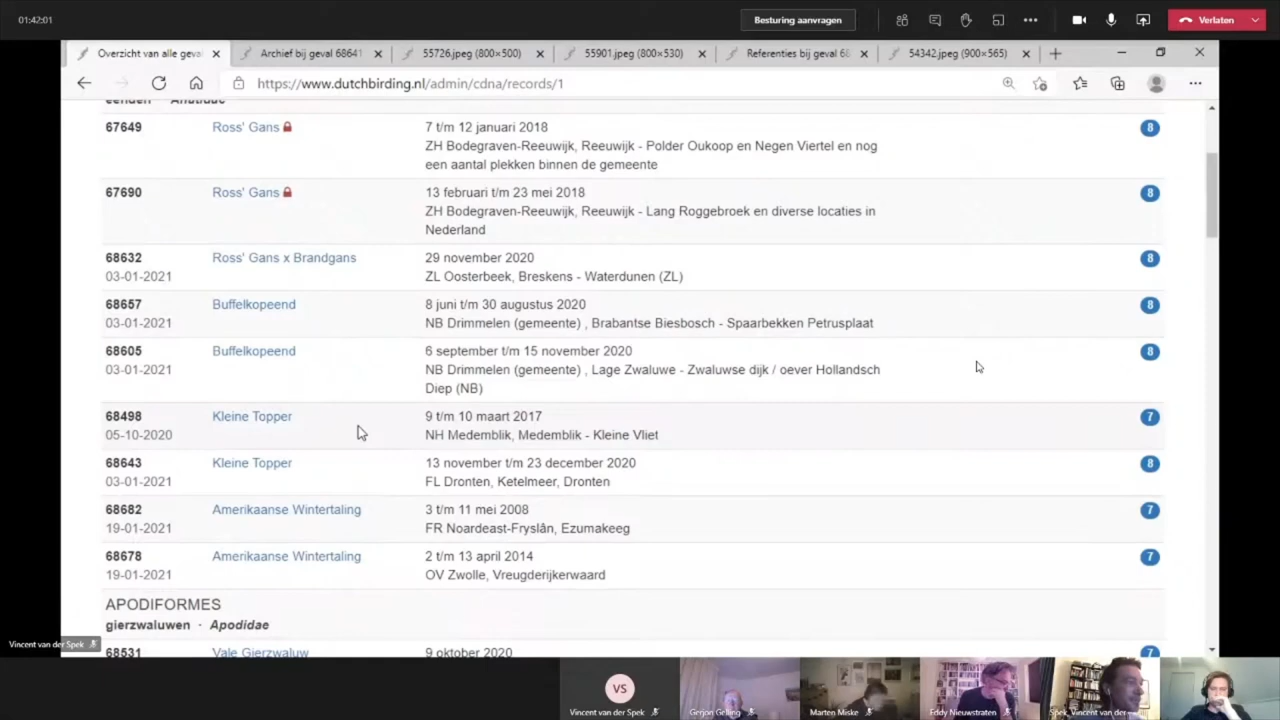 01:42:01
Besturing aanvragen
Verlaten
Overzicht van alle geval
Archief bij geval 68641
55726.jpeg (800×500)
55901.jpeg (800×530)
Referenties bij geval 68
54342.jpeg (900×565)
https://www.dutchbirding.nl/admin/cdna/records/1
eenden · Anatidae
67649 Ross' Gans 7 t/m 12 januari 2018 8
ZH Bodegraven-Reeuwijk, Reeuwijk - Polder Oukoop en Negen Viertel en nog
een aantal plekken binnen de gemeente
67690 Ross' Gans 13 februari t/m 23 mei 2018 8
ZH Bodegraven-Reeuwijk, Reeuwijk - Lang Roggebroek en diverse locaties in
Nederland
68632 Ross' Gans x Brandgans 29 november 2020 8
03-01-2021 ZL Oosterbeek, Breskens - Waterdunen (ZL)
68657 Buffelkopeend 8 juni t/m 30 augustus 2020 8
03-01-2021 NB Drimmelen (gemeente) , Brabantse Biesbosch - Spaarbekken Petrusplaat
68605 Buffelkopeend 6 september t/m 15 november 2020 8
03-01-2021 NB Drimmelen (gemeente) , Lage Zwaluwe - Zwaluwse dijk / oever Hollandsch
Diep (NB)
68498 Kleine Topper 9 t/m 10 maart 2017 7
05-10-2020 NH Medemblik, Medemblik - Kleine Vliet
68643 Kleine Topper 13 november t/m 23 december 2020 8
03-01-2021 FL Dronten, Ketelmeer, Dronten
68682 Amerikaanse Wintertaling 3 t/m 11 mei 2008 7
19-01-2021 FR Noardeast-Fryslân, Ezumakeeg
68678 Amerikaanse Wintertaling 2 t/m 13 april 2014 7
19-01-2021 OV Zwolle, Vreugderijkerwaard
APODIFORMES
gierzwaluwen · Apodidae
68531 Vale Gierzwaluw 9 oktober 2020 7
Vincent van der Spek
VS
Vincent van der Spek
Gerjon Gelling
Marten Miske
Eddy Nieuwstraten
Spek, Vincent van der